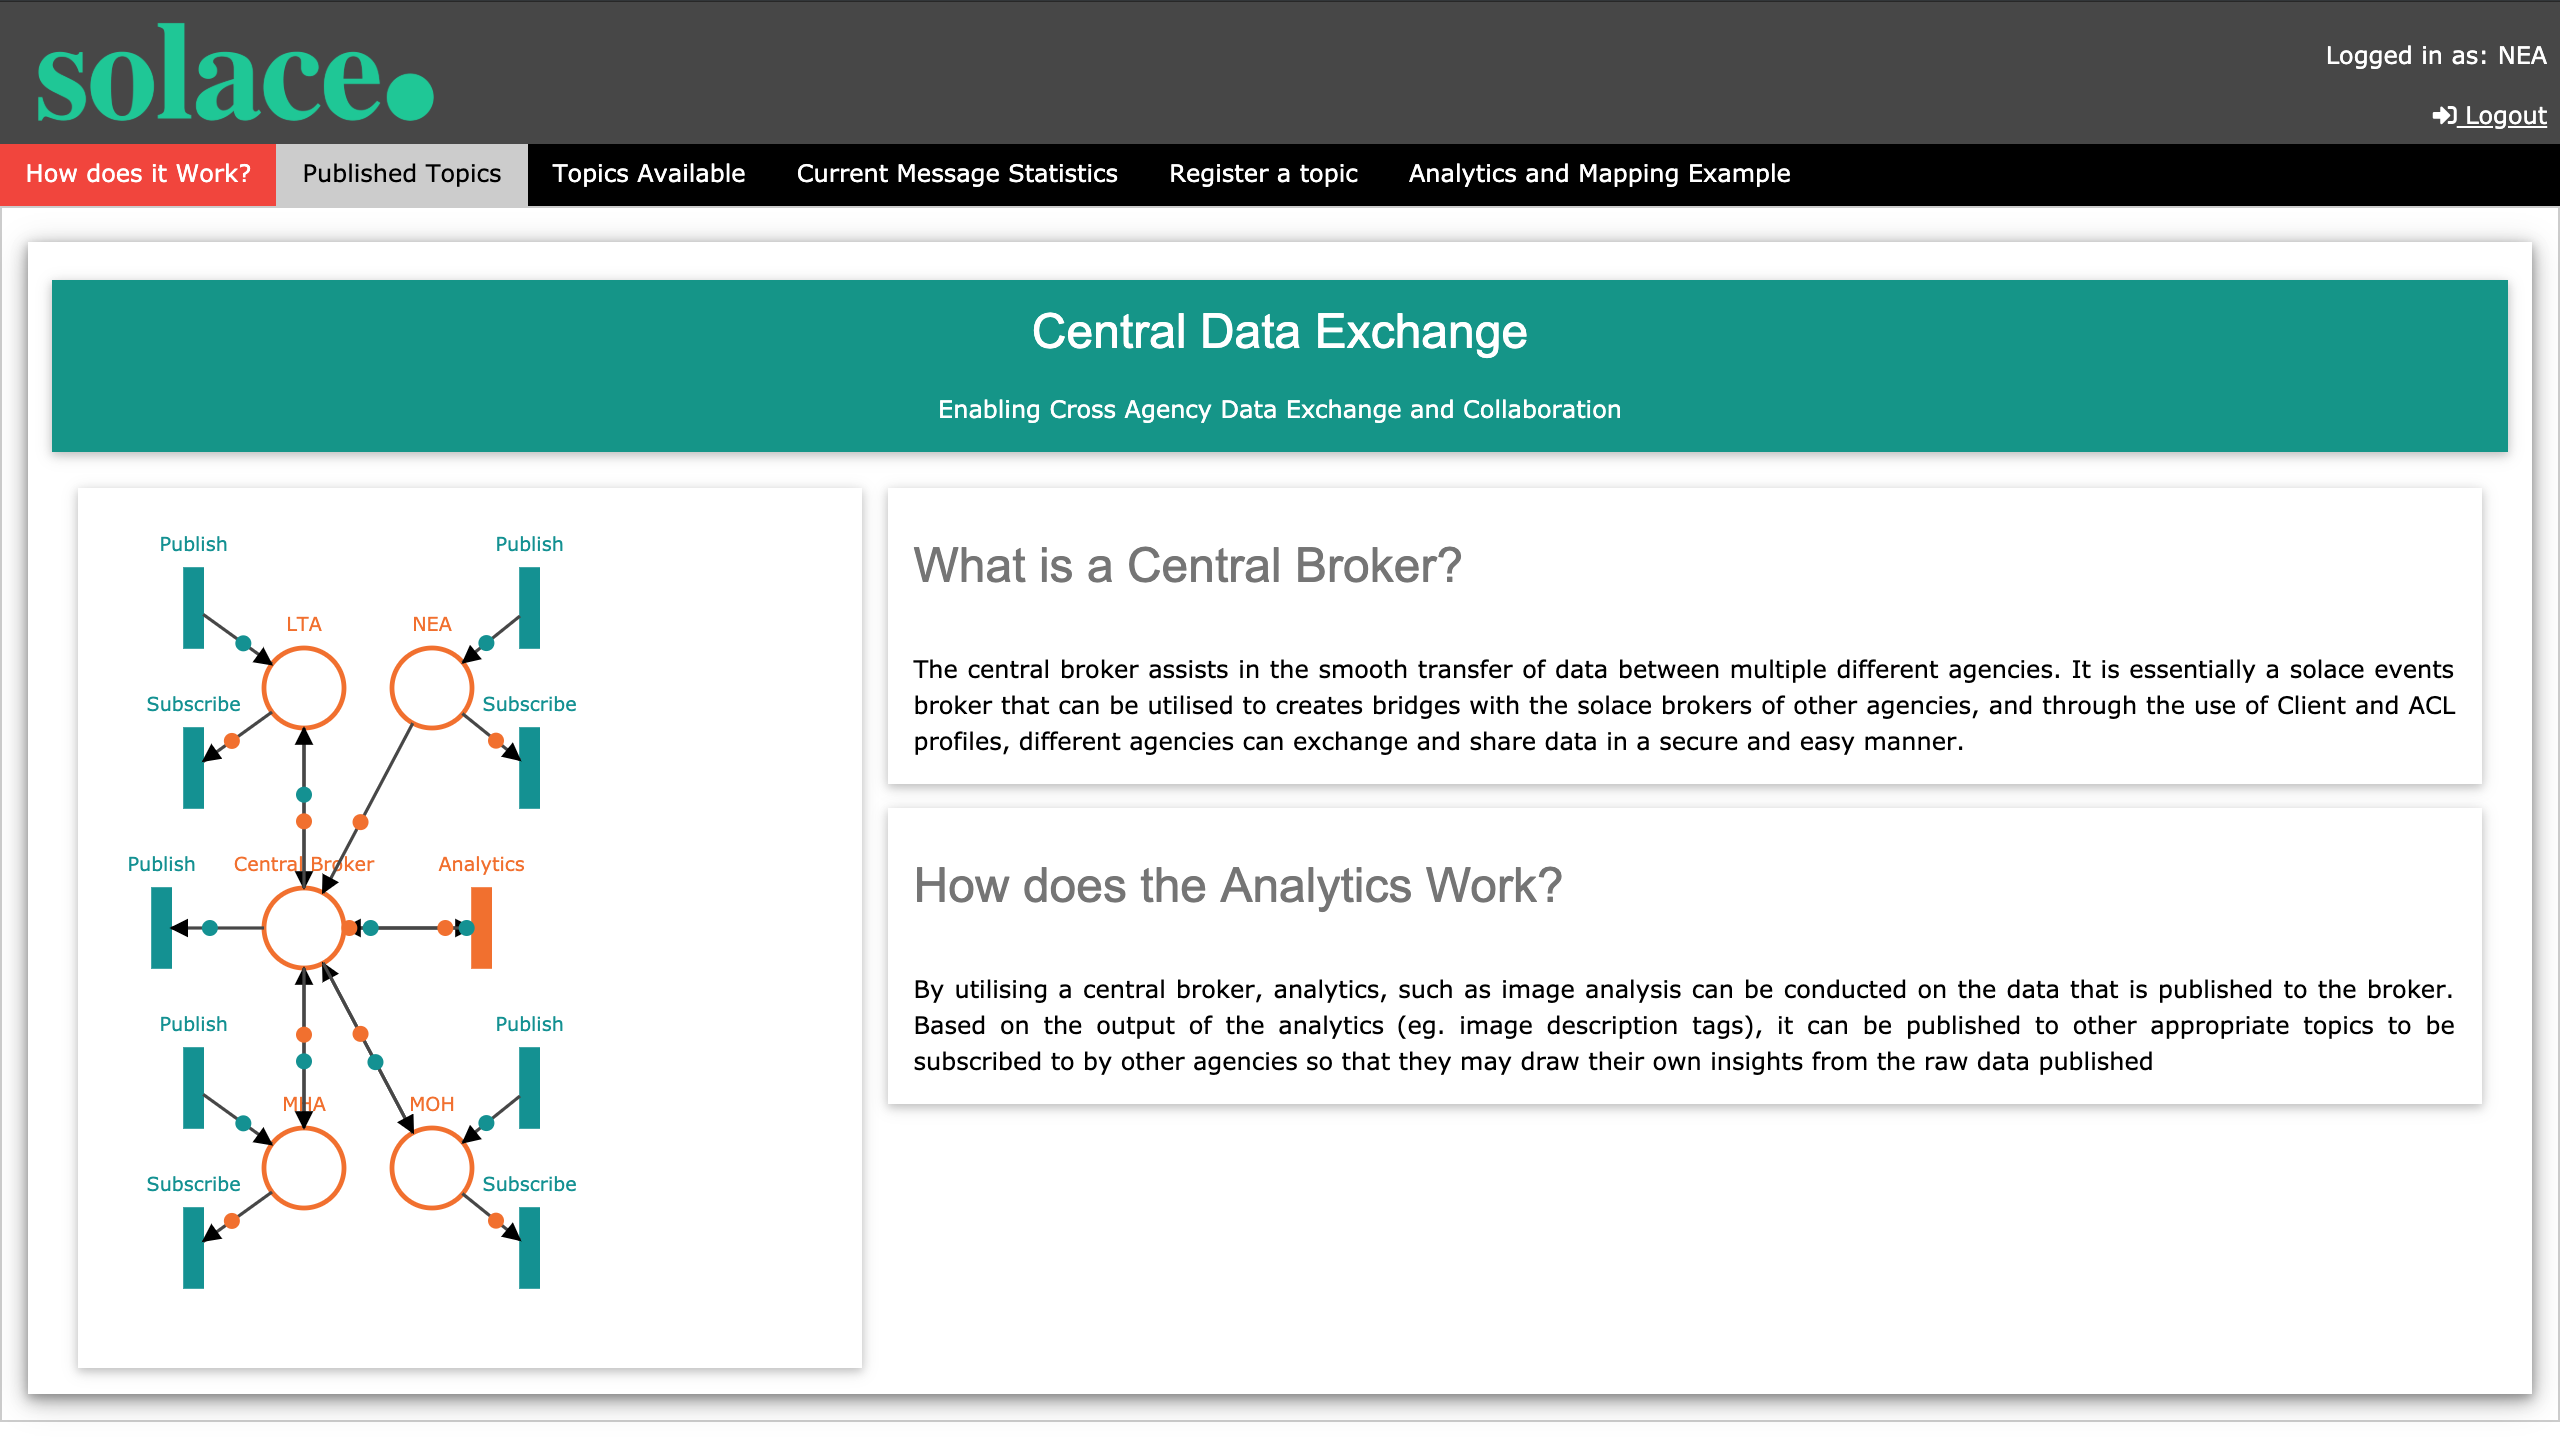 solace.
Logged in as: NEA
Logout
How does it Work?
Published Topics
Topics Available
Current Message Statistics
Register a topic
Analytics and Mapping Example
Central Data Exchange
Enabling Cross Agency Data Exchange and Collaboration
Publish
Publish
LTA
NEA
Subscribe
Subscribe
Publish
Central Broker
Analytics
Publish
Publish
MHA
MOH
Subscribe
Subscribe
What is a Central Broker?
The central broker assists in the smooth transfer of data between multiple different agencies. It is essentially a solace events
broker that can be utilised to creates bridges with the solace brokers of other agencies, and through the use of Client and ACL
profiles, different agencies can exchange and share data in a secure and easy manner.
How does the Analytics Work?
By utilising a central broker, analytics, such as image analysis can be conducted on the data that is published to the broker.
Based on the output of the analytics (eg. image description tags), it can be published to other appropriate topics to be
subscribed to by other agencies so that they may draw their own insights from the raw data published